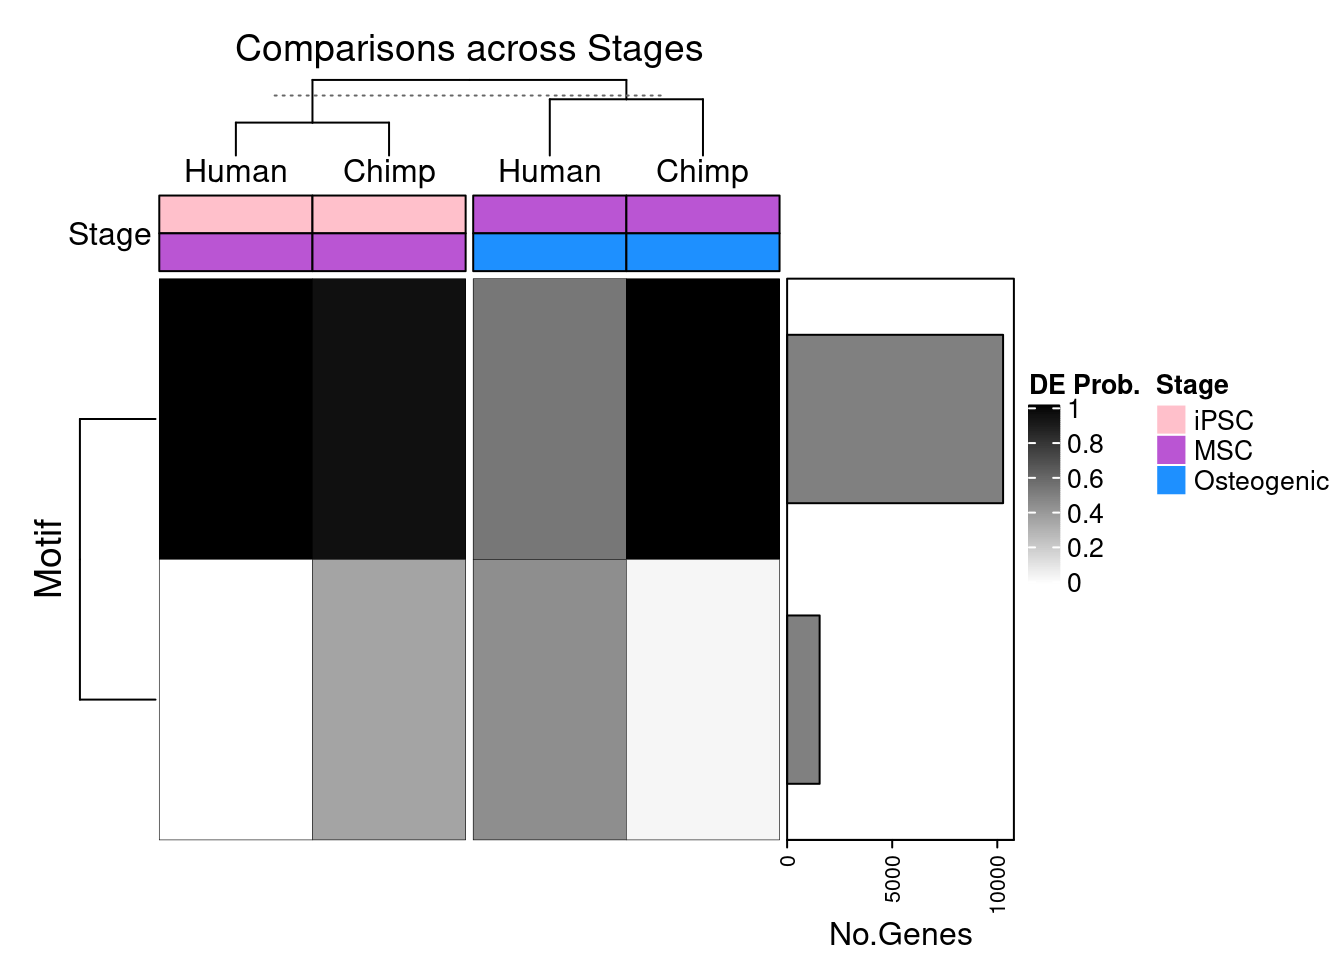 Comparisons across Stages
Human Chimp Human Chimp
Stage
Motif
DE Prob. Stage
1
0.8
0.6
0.4
0.2
0
iPSC
MSC
Osteogenic
0 5000 10000
No.Genes